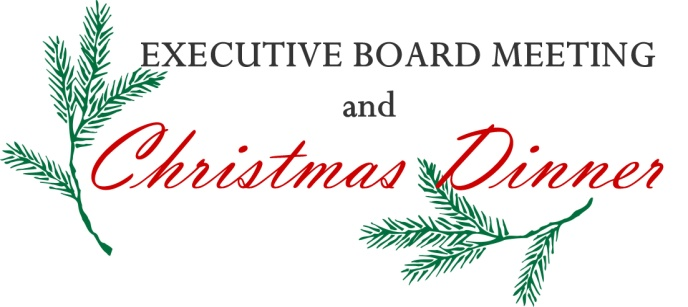 EXECUTIVE BOARD MEETING
and
Christmas Dinner